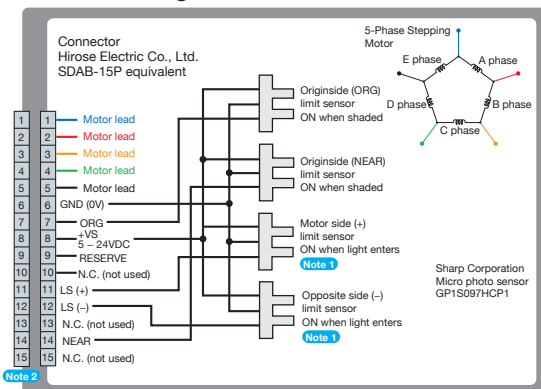 Connector
Hirose Electric Co., Ltd.
SDAB-15P equivalent
5-Phase Stepping
Motor
E phase
A phase
D phase
B phase
C phase
1 1 Motor lead
2 2 Motor lead
3 3 Motor lead
4 4 Motor lead
5 5 Motor lead
6 6 GND (0V)
7 7 ORG
8 8 +VS
5 – 24VDC
9 9 RESERVE
10 10 N.C. (not used)
11 11 LS (+)
12 12 LS (–)
13 13 N.C. (not used)
14 14 NEAR
15 15 N.C. (not used)
Note 2
Originside (ORG)
limit sensor
ON when shaded
Originside (NEAR)
limit sensor
ON when shaded
Motor side (+)
limit sensor
ON when light enters
Note 1
Opposite side (–)
limit sensor
ON when light enters
Note 1
Sharp Corporation
Micro photo sensor
GP1S097HCP1